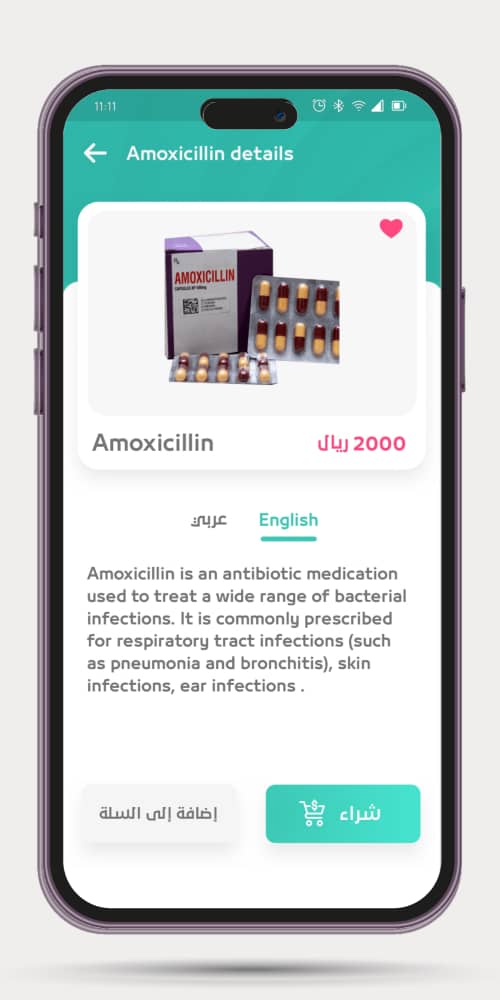 11:11
Amoxicillin details
AMOXICILLIN
Amoxicillin
2000 ريال
عربي
English
Amoxicillin is an antibiotic medication
used to treat a wide range of bacterial
infections. It is commonly prescribed
for respiratory tract infections (such
as pneumonia and bronchitis), skin
infections, ear infections .
إضافة إلى السلة
شراء